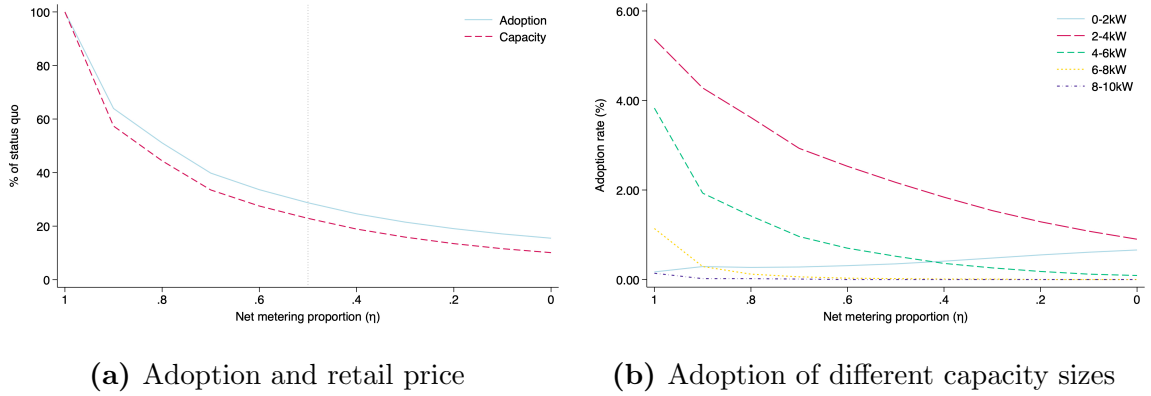 100
80
60
40
20
0
% of status quo
Adoption
Capacity
1
.8
.6
.4
.2
0
Net metering proportion (η)
(a) Adoption and retail price
6.00
4.00
2.00
0.00
Adoption rate (%)
0-2kW
2-4kW
4-6kW
6-8kW
8-10kW
1
.8
.6
.4
.2
0
Net metering proportion (η)
(b) Adoption of different capacity sizes